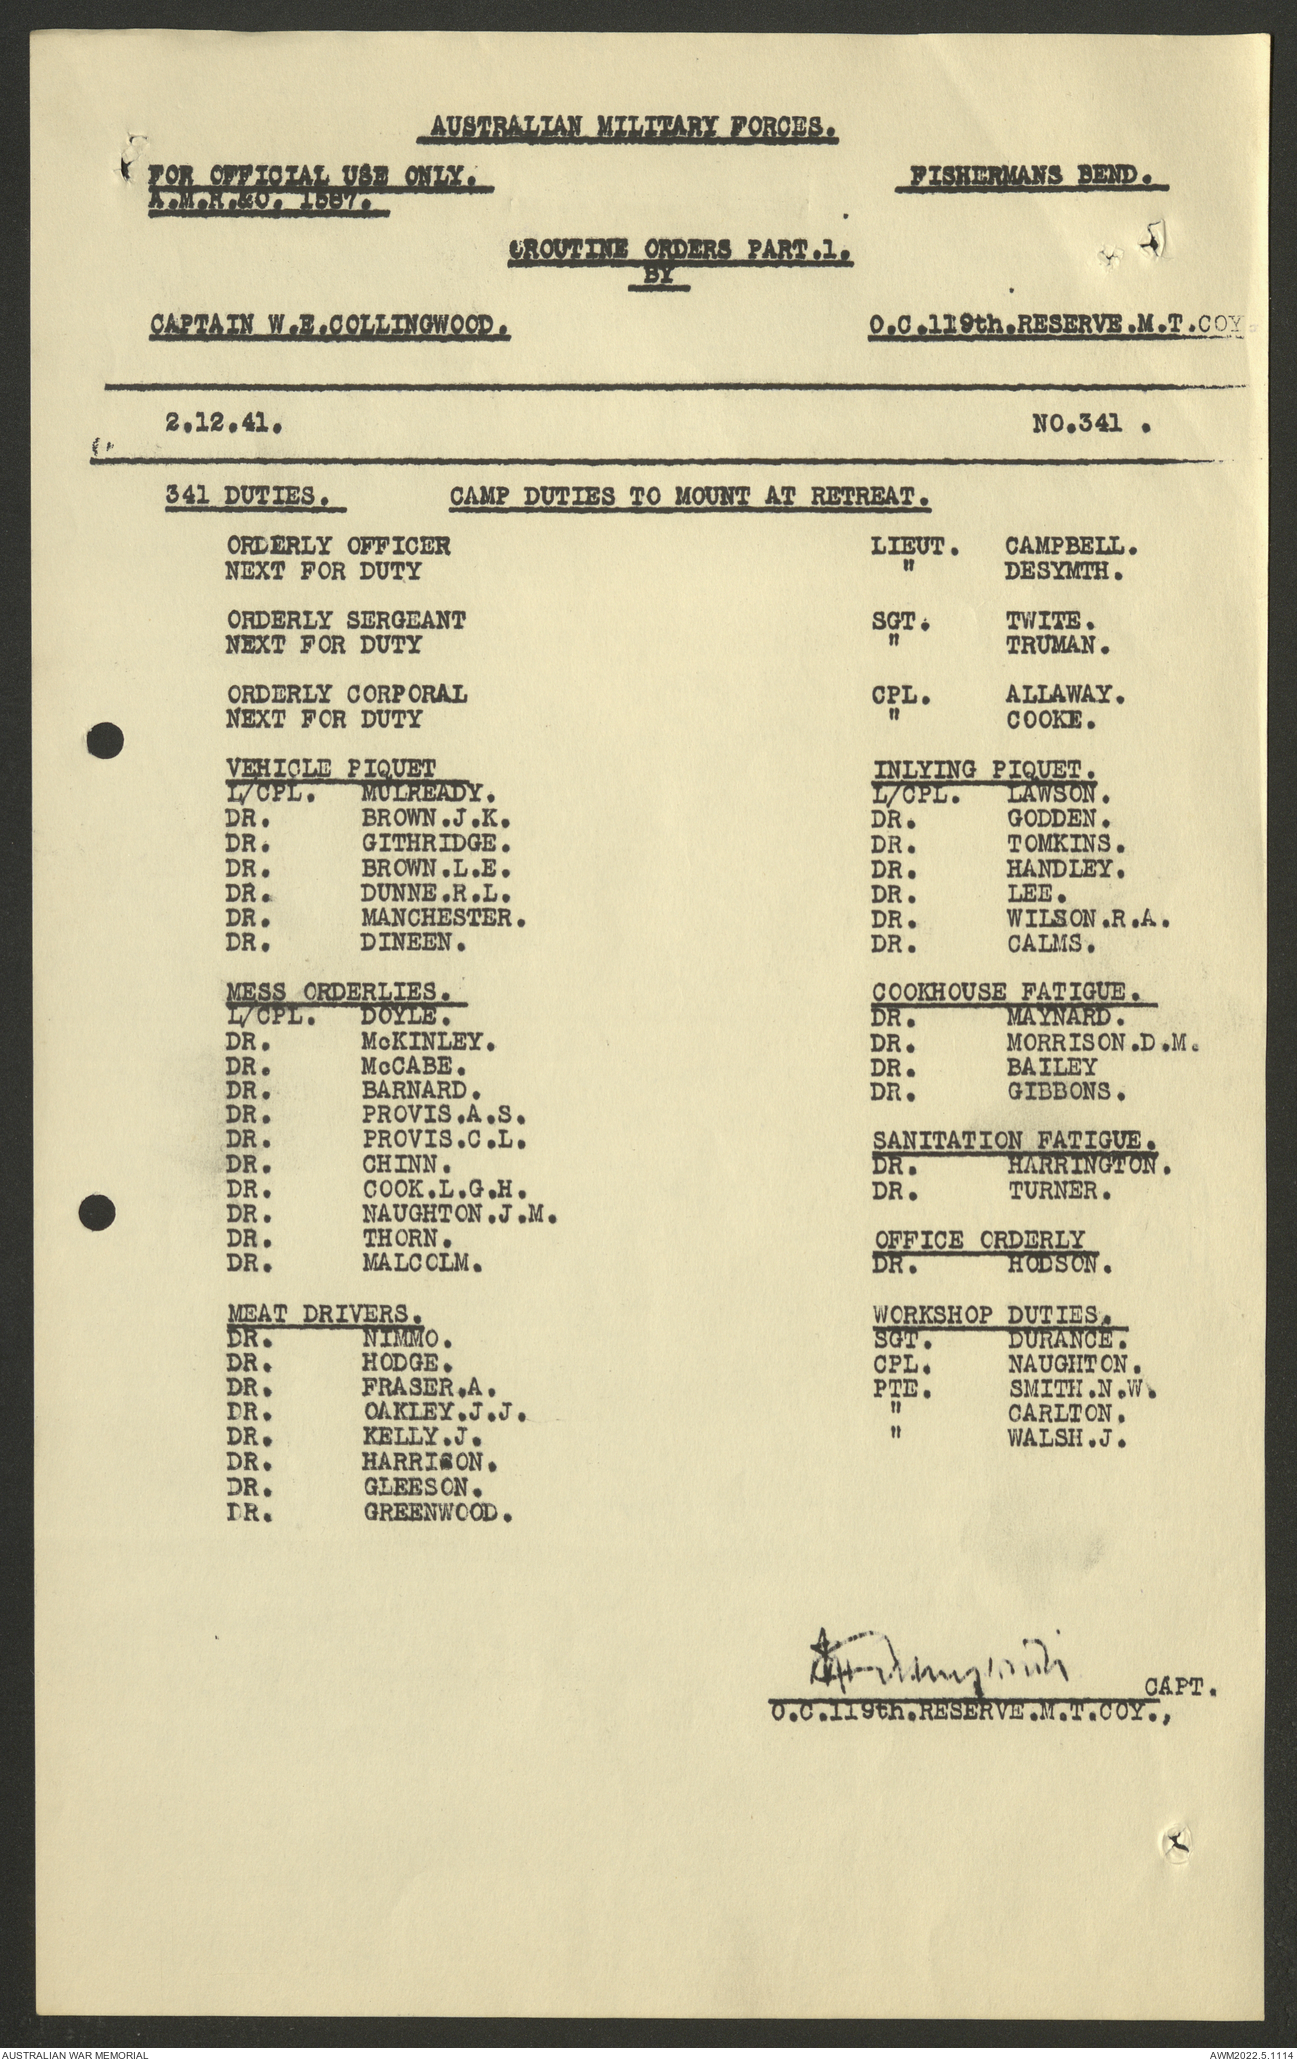 AUSTRALIAN MILITARY FORCES.
FOR OFFICIAL USE ONLY. FISHERMANS BEND.
A.M.R.&O. 1587.
ROUTINE ORDERS PART.1.
BY
CAPTAIN W.E.COLLINGWOOD. O.C.119th.RESERVE.M.T.COY.
2.12.41. NO.341 .
341 DUTIES. CAMP DUTIES TO MOUNT AT RETREAT.
ORDERLY OFFICER LIEUT. CAMPBELL.
NEXT FOR DUTY " DESYMTH.
ORDERLY SERGEANT SGT. TWITE.
NEXT FOR DUTY " TRUMAN.
ORDERLY CORPORAL CPL. ALLAWAY.
NEXT FOR DUTY " COOKE.
VEHICLE PIQUET
L/CPL. MULREADY.
DR. BROWN.J.K.
DR. GITHRIDGE.
DR. BROWN.L.E.
DR. DUNNE.R.L.
DR. MANCHESTER.
DR. DINEEN.
MESS ORDERLIES.
L/CPL. DOYLE.
DR. McKINLEY.
DR. McCABE.
DR. BARNARD.
DR. PROVIS.A.S.
DR. PROVIS.C.L.
DR. CHINN.
DR. COOK.L.G.H.
DR. NAUGHTON.J.M.
DR. THORN.
DR. MALCOLM.
MEAT DRIVERS.
DR. NIMMO.
DR. HODGE.
DR. FRASER.A.
DR. OAKLEY.J.J.
DR. KELLY.J.
DR. HARRISON.
DR. GLEESON.
DR. GREENWOOD.
INLYING PIQUET.
L/CPL. LAWSON.
DR. GODDEN.
DR. TOMKINS.
DR. HANDLEY.
DR. LEE.
DR. WILSON.R.A.
DR. CALMS.
COOKHOUSE FATIGUE.
DR. MAYNARD.
DR. MORRISON.D.M.
DR. BAILEY
DR. GIBBONS.
SANITATION FATIGUE.
DR. HARRINGTON.
DR. TURNER.
OFFICE ORDERLY
DR. HODSON.
WORKSHOP DUTIES.
SGT. DURANCE.
CPL. NAUGHTON.
PTE. SMITH.N.W.
" CARLTON.
" WALSH.J.
CAPT.
O.C.119th.RESERVE.M.T.COY.,
AUSTRALIAN WAR MEMORIAL AWM2022.5.1114